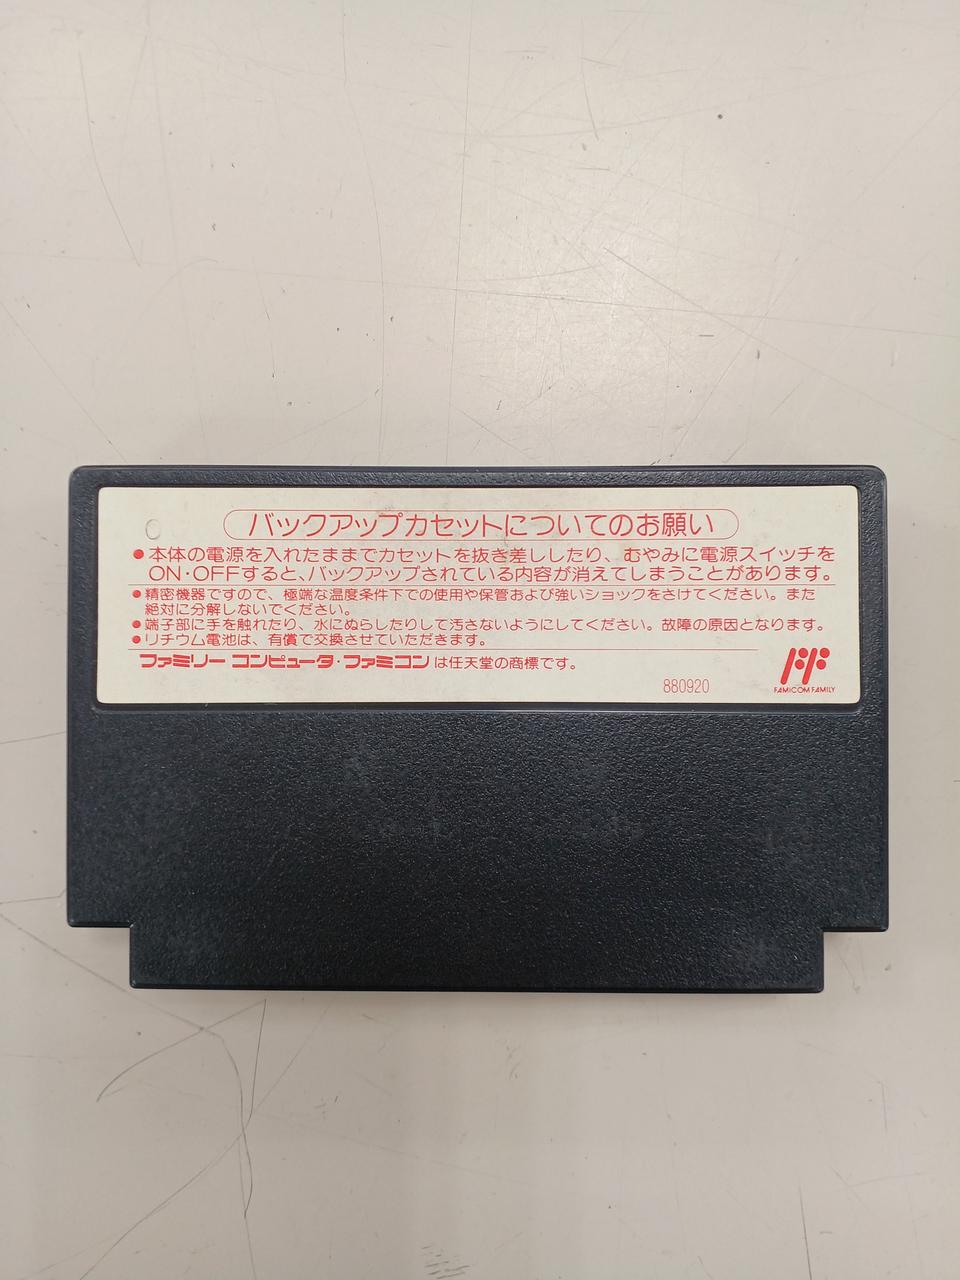 バックアップカセットについてのお願い
●本体の電源を入れたままでカセットを抜き差ししたり、むやみに電源スイッチを
ON・OFFすると、バックアップされている内容が消えてしまうことがあります。
●精密機器ですので、極端な温度条件下での使用や保管および強いショックをさけてください。また
絶対に分解しないでください。
●端子部に手を触れたり、水にぬらしたりして汚さないようにしてください。故障の原因となります。
●リチウム電池は、有償で交換させていただきます。
ファミリー コンピュータ・ファミコン は任天堂の商標です。
880920
FAMICOM FAMILY